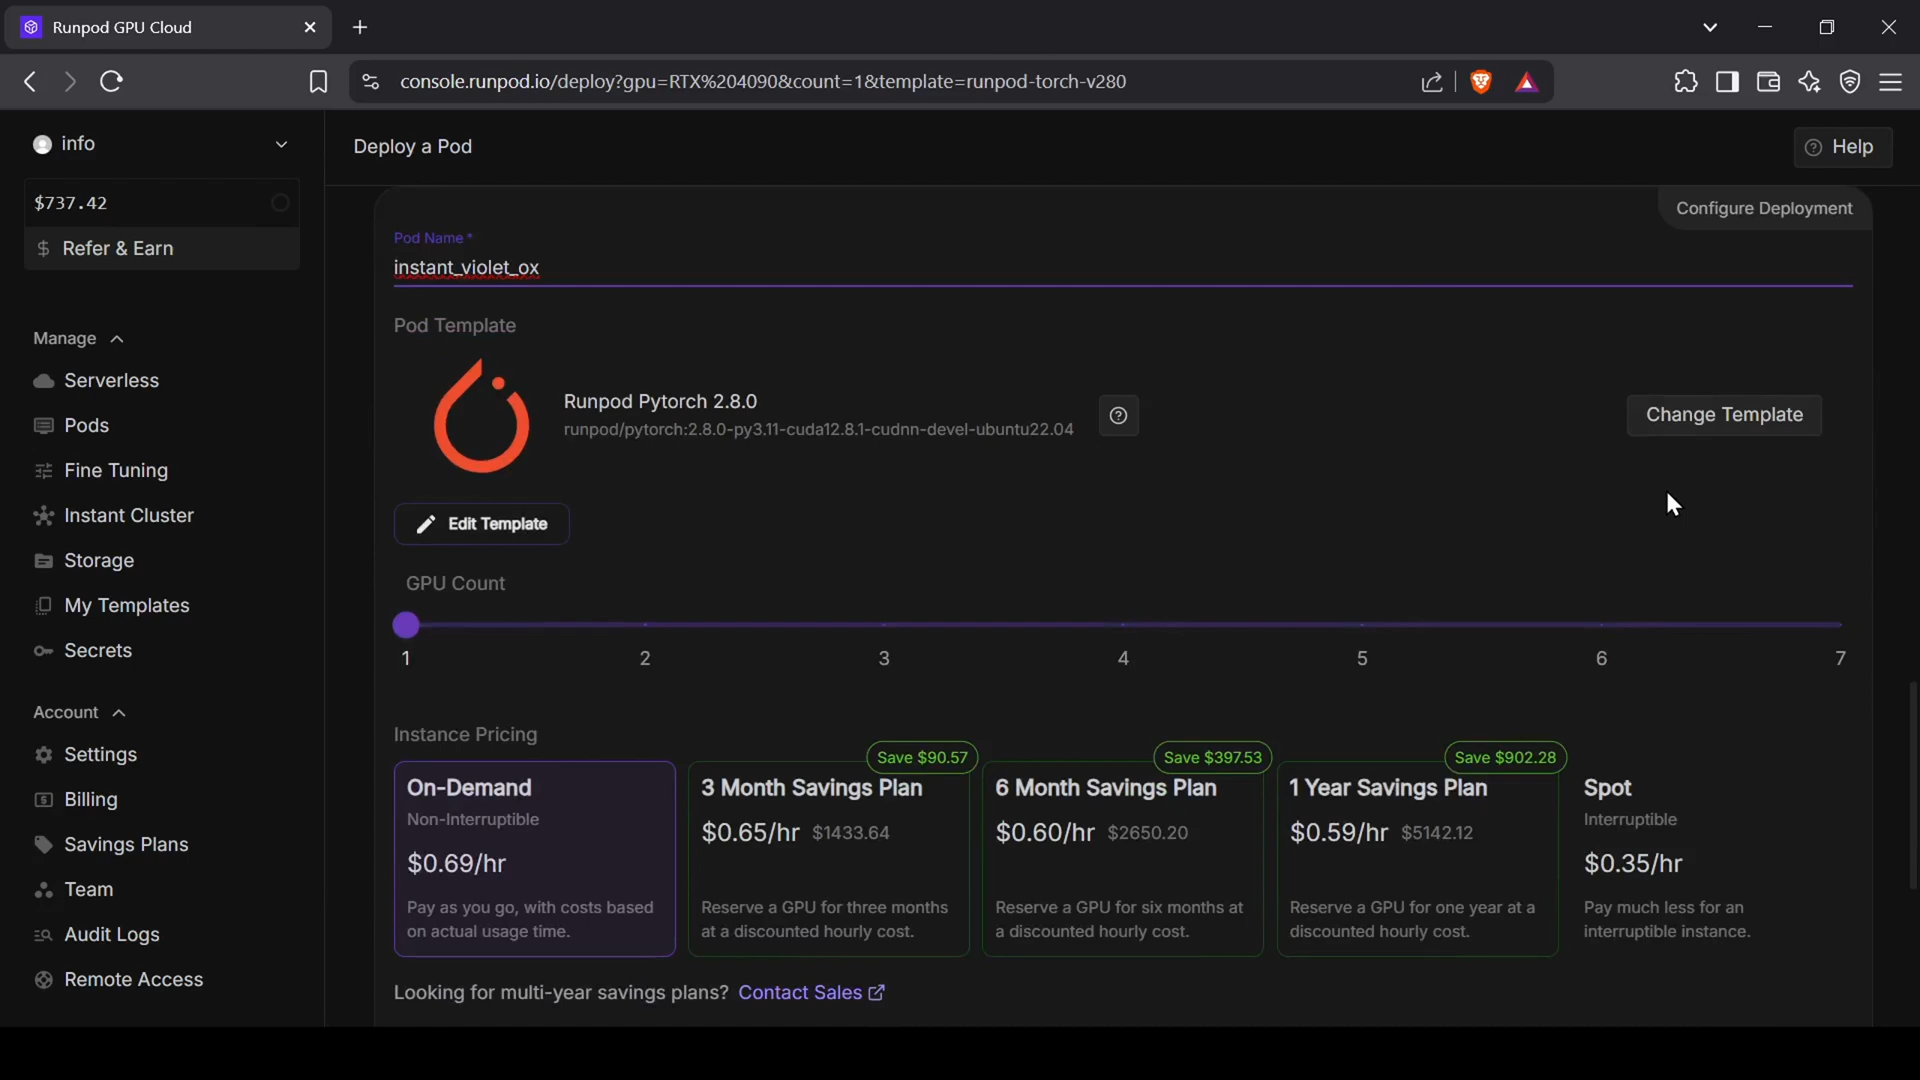 Runpod GPU Cloud
console.runpod.io/deploy?gpu=RTX%204090&count=1&template=runpod-torch-v280
info
$737.42
$ Refer & Earn
Manage
Serverless
Pods
Fine Tuning
Instant Cluster
Storage
My Templates
Secrets
Account
Settings
Billing
Savings Plans
Team
Audit Logs
Remote Access
Deploy a Pod
Help
Configure Deployment
Pod Name *
instant_violet_ox
Pod Template
Runpod Pytorch 2.8.0
runpod/pytorch:2.8.0-py3.11-cuda12.8.1-cudnn-devel-ubuntu22.04
Change Template
Edit Template
GPU Count
1 2 3 4 5 6 7
Instance Pricing
On-Demand
Non-Interruptible
$0.69/hr
Pay as you go, with costs based
on actual usage time.
Save $90.57
3 Month Savings Plan
$0.65/hr $1433.64
Reserve a GPU for three months
at a discounted hourly cost.
Save $397.53
6 Month Savings Plan
$0.60/hr $2650.20
Reserve a GPU for six months at
a discounted hourly cost.
Save $902.28
1 Year Savings Plan
$0.59/hr $5142.12
Reserve a GPU for one year at a
discounted hourly cost.
Spot
Interruptible
$0.35/hr
Pay much less for an
interruptible instance.
Looking for multi-year savings plans? Contact Sales